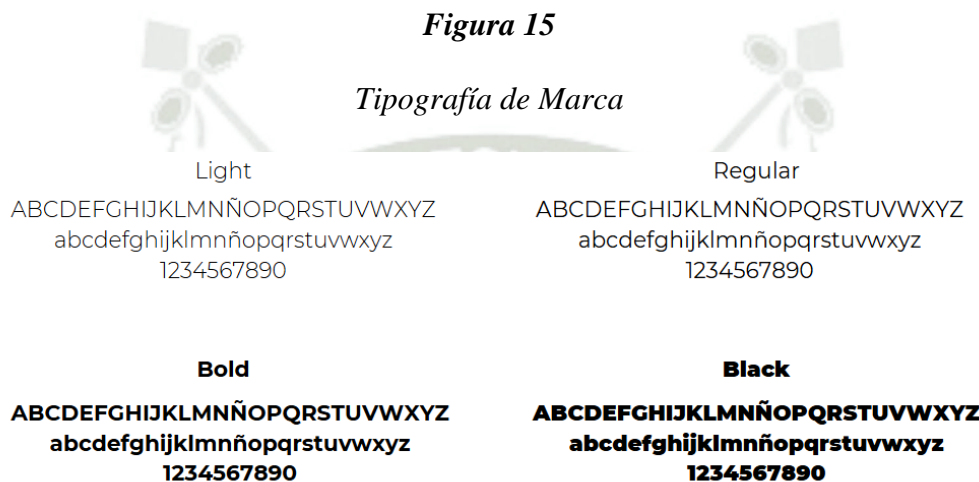 Figura 15
Tipografía de Marca
Light
ABCDEFGHIJKLMNÑOPQRSTUVWXYZ
abcdefghijklmnñopqrstuvwxyz
1234567890
Regular
ABCDEFGHIJKLMNÑOPQRSTUVWXYZ
abcdefghijklmnñopqrstuvwxyz
1234567890
Bold
ABCDEFGHIJKLMNÑOPQRSTUVWXYZ
abcdefghijklmnñopqrstuvwxyz
1234567890
Black
ABCDEFGHIJKLMNÑOPQRSTUVWXYZ
abcdefghijklmnñopqrstuvwxyz
1234567890